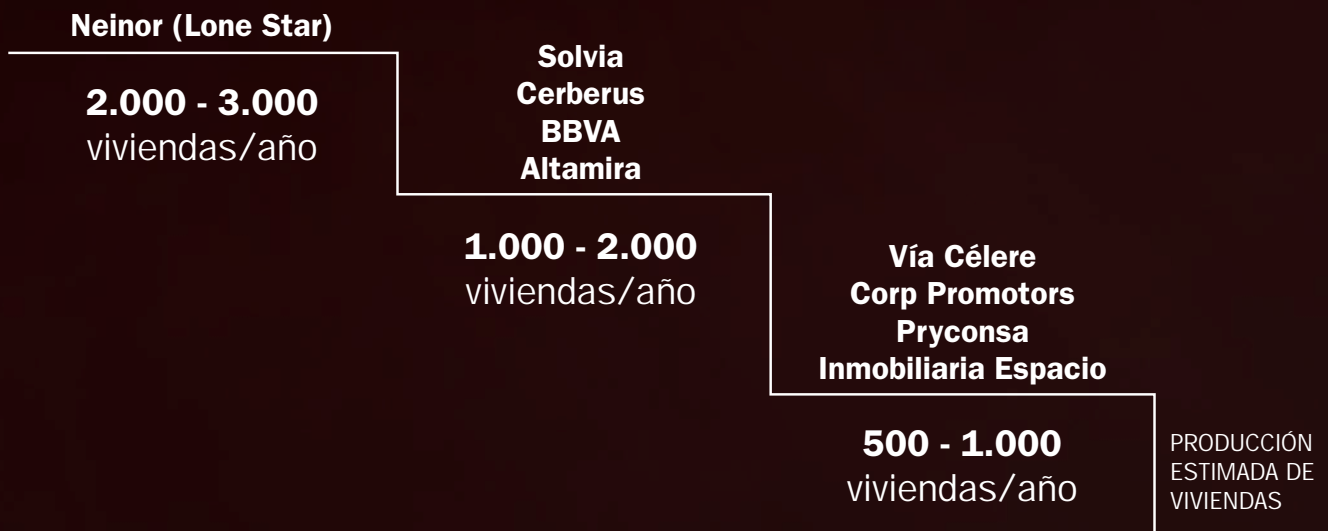 Neinor (Lone Star)
2.000 - 3.000
viviendas/año
Solvia
Cerberus
BBVA
Altamira
1.000 - 2.000
viviendas/año
Vía Célere
Corp Promotors
Pryconsa
Inmobiliaria Espacio
500 - 1.000
viviendas/año
PRODUCCIÓN
ESTIMADA DE
VIVIENDAS